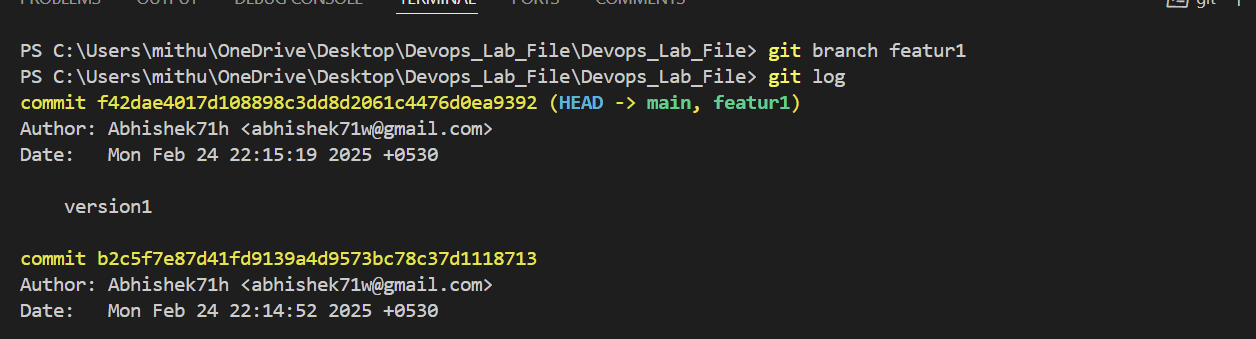 PROBLEMS OUTPUT DEBUG CONSOLE TERMINAL PORTS COMMENTS git
PS C:\Users\mithu\OneDrive\Desktop\Devops_Lab_File\Devops_Lab_File> git branch featur1
PS C:\Users\mithu\OneDrive\Desktop\Devops_Lab_File\Devops_Lab_File> git log
commit f42dae4017d108898c3dd8d2061c4476d0ea9392 (HEAD -> main, featur1)
Author: Abhishek71h <abhishek71w@gmail.com>
Date:   Mon Feb 24 22:15:19 2025 +0530
    version1
commit b2c5f7e87d41fd9139a4d9573bc78c37d1118713
Author: Abhishek71h <abhishek71w@gmail.com>
Date:   Mon Feb 24 22:14:52 2025 +0530